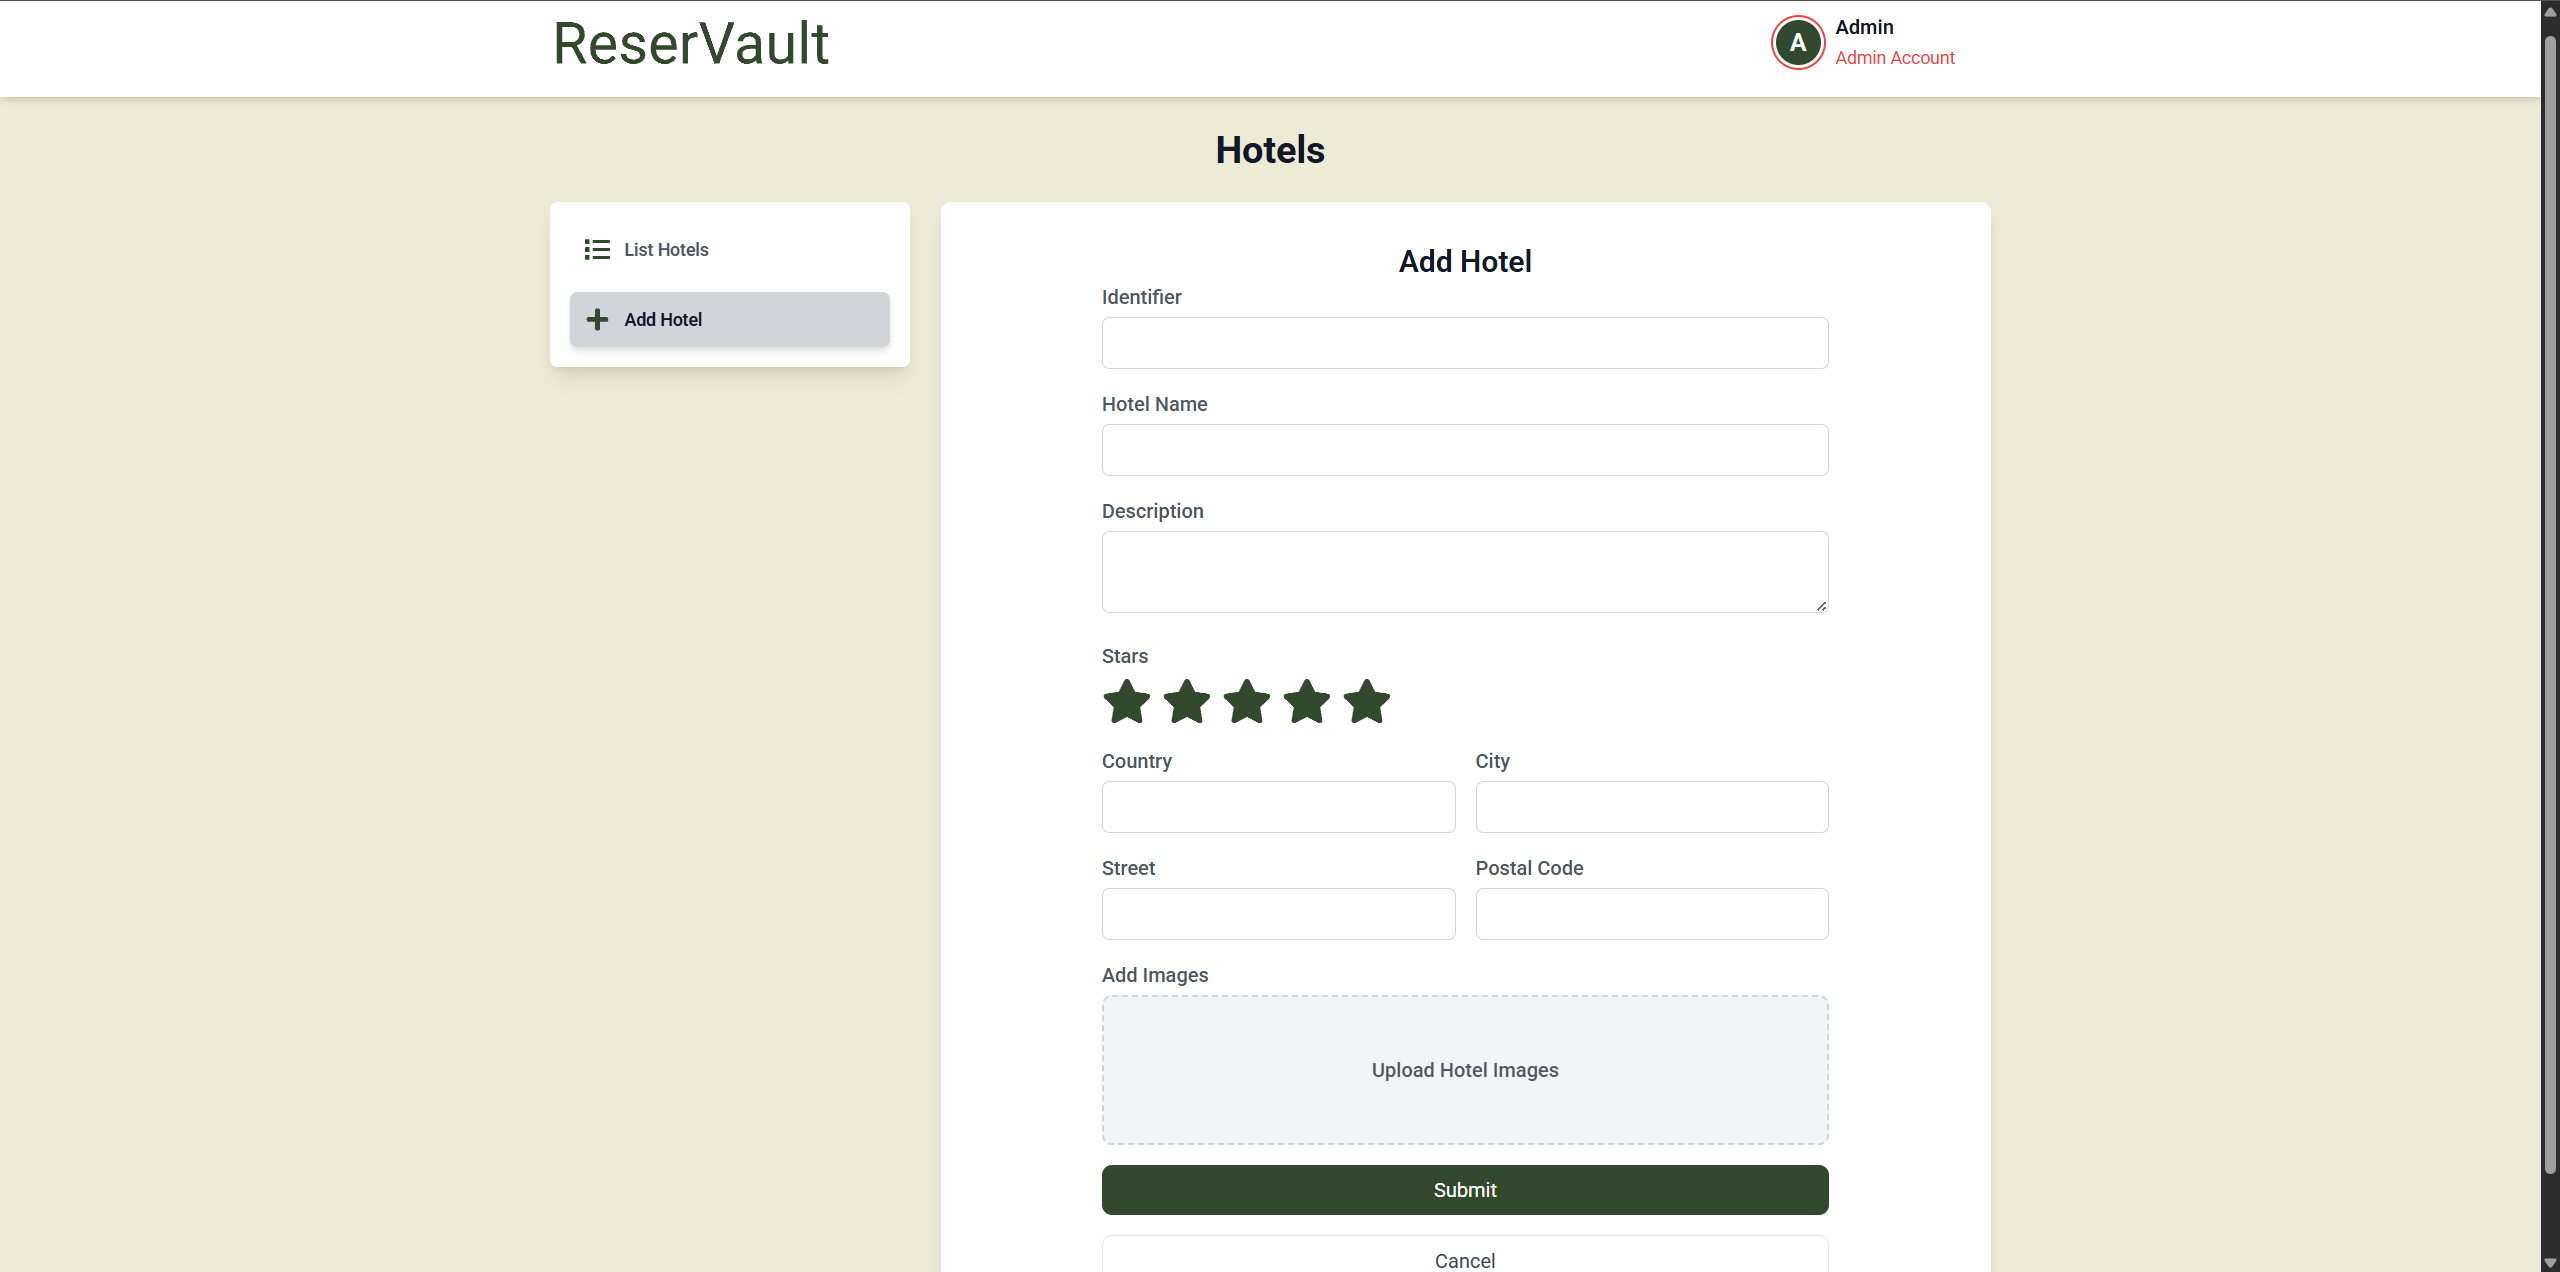 ReserVault
A
Admin
Admin Account
Hotels
List Hotels
Add Hotel
Add Hotel
Identifier
Hotel Name
Description
Stars
Country
City
Street
Postal Code
Add Images
Upload Hotel Images
Submit
Cancel